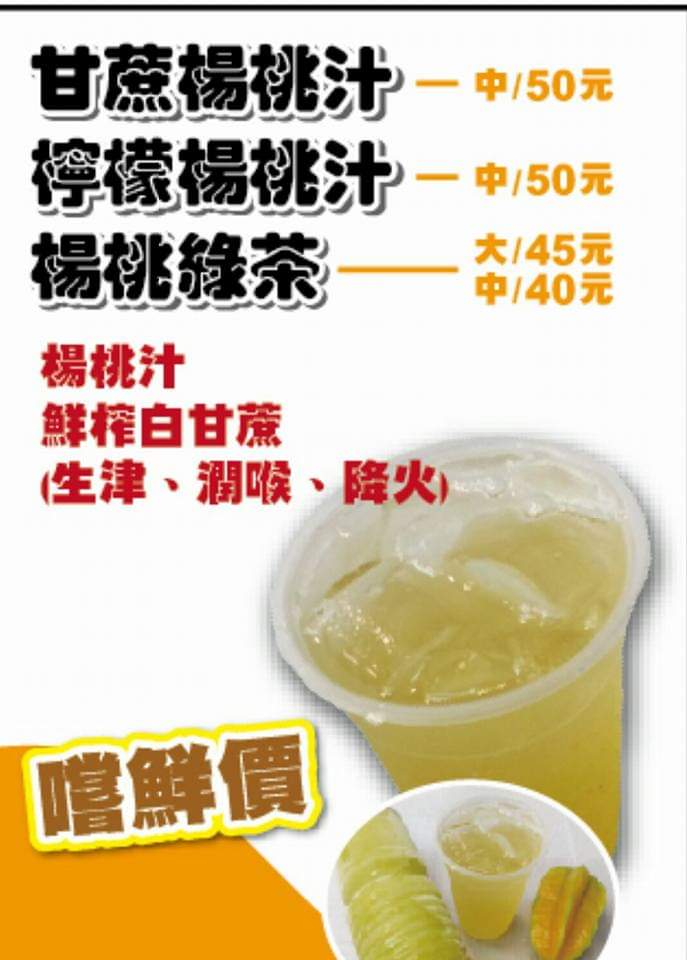 甘蔗楊桃汁 — 中/50元
檸檬楊桃汁 — 中/50元
楊桃綠茶 — 大/45元
中/40元
楊桃汁
鮮榨白甘蔗
(生津、潤喉、降火)
嚐鮮價